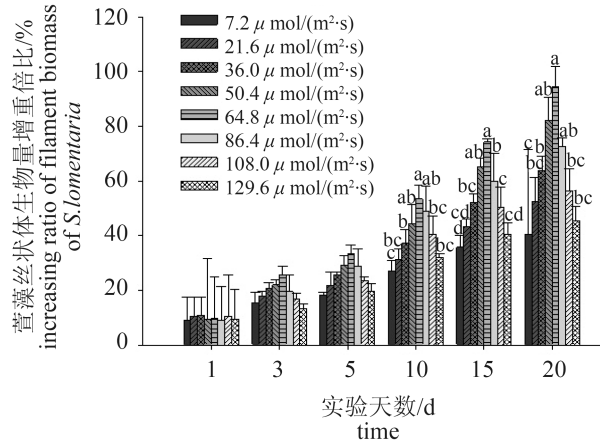 萱藻丝状体生物量增重倍比/%
increasing ratio of filament biomass
of S.lomentaria
120
100
80
60
40
20
0
7.2 μ mol/(m²·s)
21.6 μ mol/(m²·s)
36.0 μ mol/(m²·s)
50.4 μ mol/(m²·s)
64.8 μ mol/(m²·s)
86.4 μ mol/(m²·s)
108.0 μ mol/(m²·s)
129.6 μ mol/(m²·s)
bc
c
bc
b
ab
a
ab
bc
bc
cd
d
bc
bc
ab
a
b
c
cd
c
bc
bc
ab
a
ab
bc
bc
1
3
5
10
15
20
实验天数/d
time